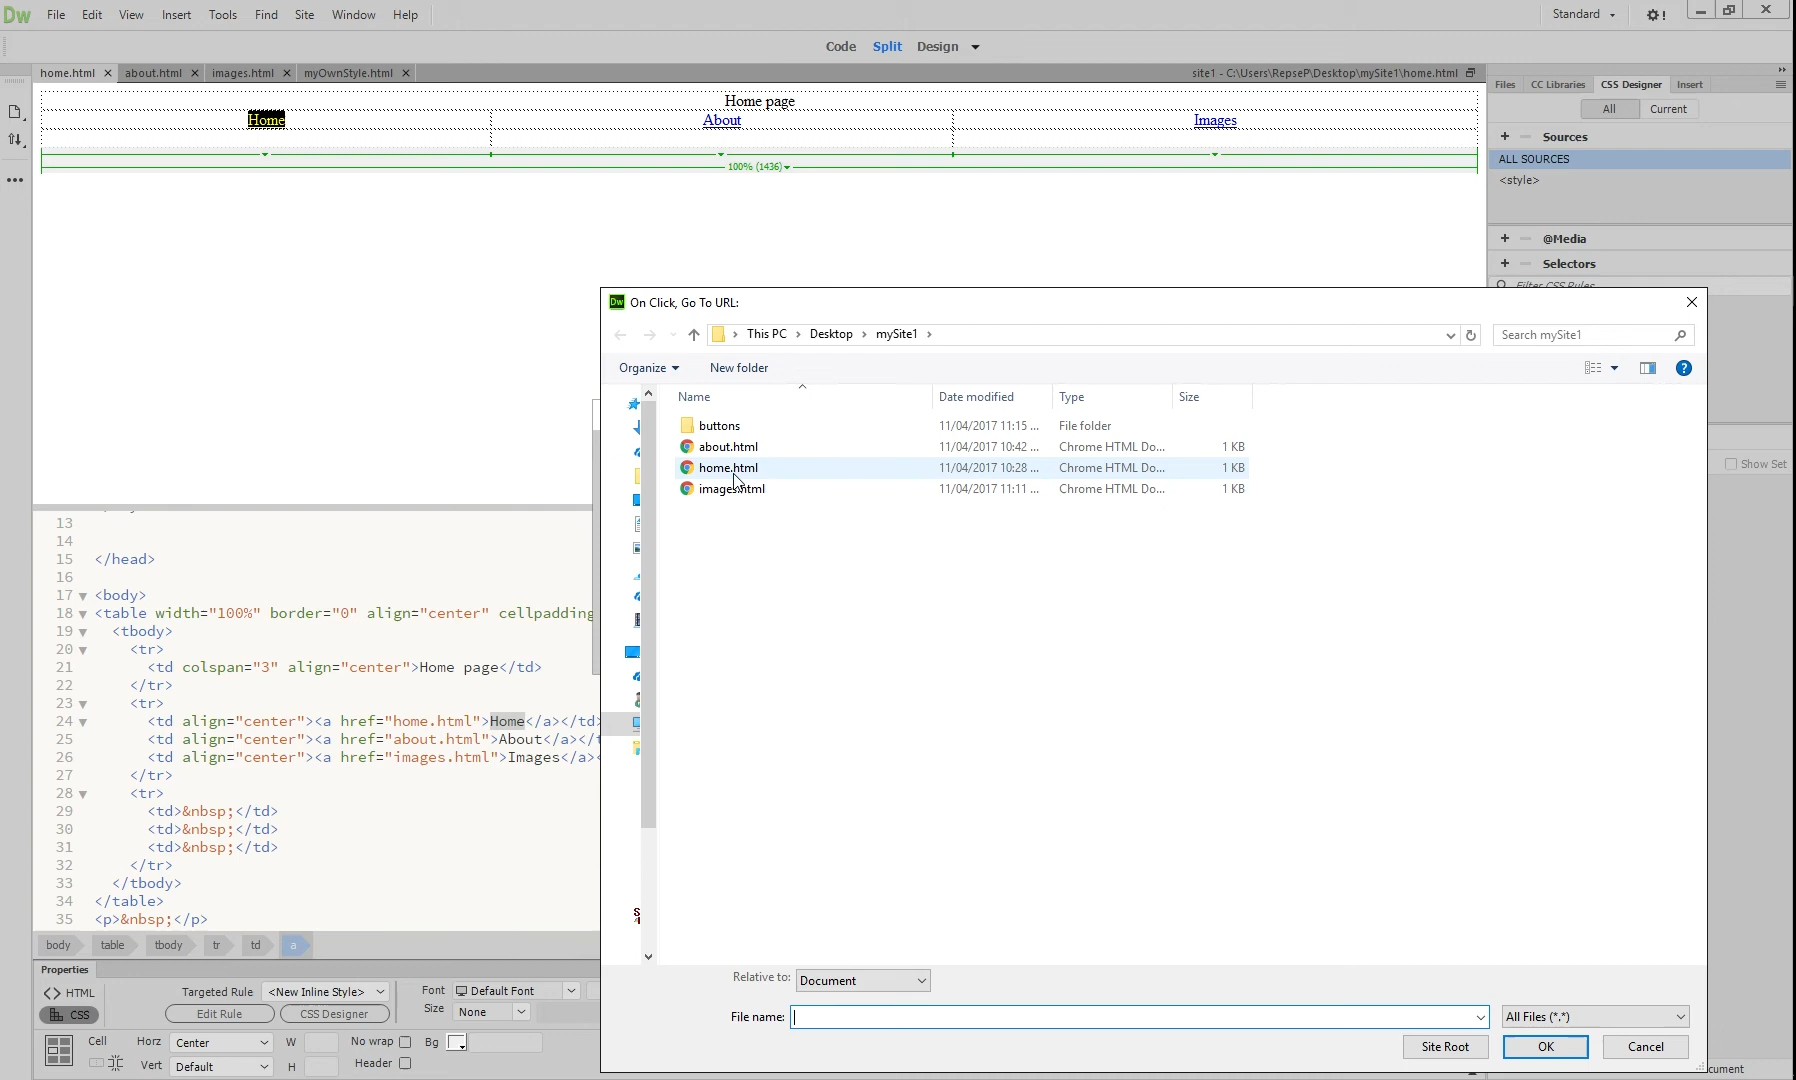 Dw File Edit View Insert Tools Find Site Window Help Standard !
Code Split Design
home.html × about.html × images.html × myOwnStyle.html × site1 - C:\Users\RepseP\Desktop\mySite1\home.html
Home page
Home About Images
100% (1436)
Files CC Libraries CSS Designer Insert
All Current
+ Sources
ALL SOURCES
<style>
+ @Media
+ Selectors
Filter CSS Rules
Show Set
Dw On Click, Go To URL:
This PC Desktop mySite1 Search mySite1
Organize New folder
Name Date modified Type Size
buttons 11/04/2017 11:15 ... File folder
about.html 11/04/2017 10:42 ... Chrome HTML Do... 1 KB
home.html 11/04/2017 10:28 ... Chrome HTML Do... 1 KB
images.html 11/04/2017 11:11 ... Chrome HTML Do... 1 KB
13
14
15 </head>
16
17 <body>
18 <table width="100%" border="0" align="center" cellpadding
19 <tbody>
20 <tr>
21 <td colspan="3" align="center">Home page</td>
22 </tr>
23 <tr>
24 <td align="center"><a href="home.html">Home</a></td>
25 <td align="center"><a href="about.html">About</a></t
26 <td align="center"><a href="images.html">Images</a><
27 </tr>
28 <tr>
29 <td>&nbsp;</td>
30 <td>&nbsp;</td>
31 <td>&nbsp;</td>
32 </tr>
33 </tbody>
34 </table>
35 <p>&nbsp;</p>
body table tbody tr td a
Properties
<> HTML Targeted Rule <New Inline Style> Font Default Font
CSS Edit Rule CSS Designer Size None
Cell Horz Center W No wrap Bg
Vert Default H Header
Relative to: Document
File name: All Files (*.*)
Site Root OK Cancel
cument